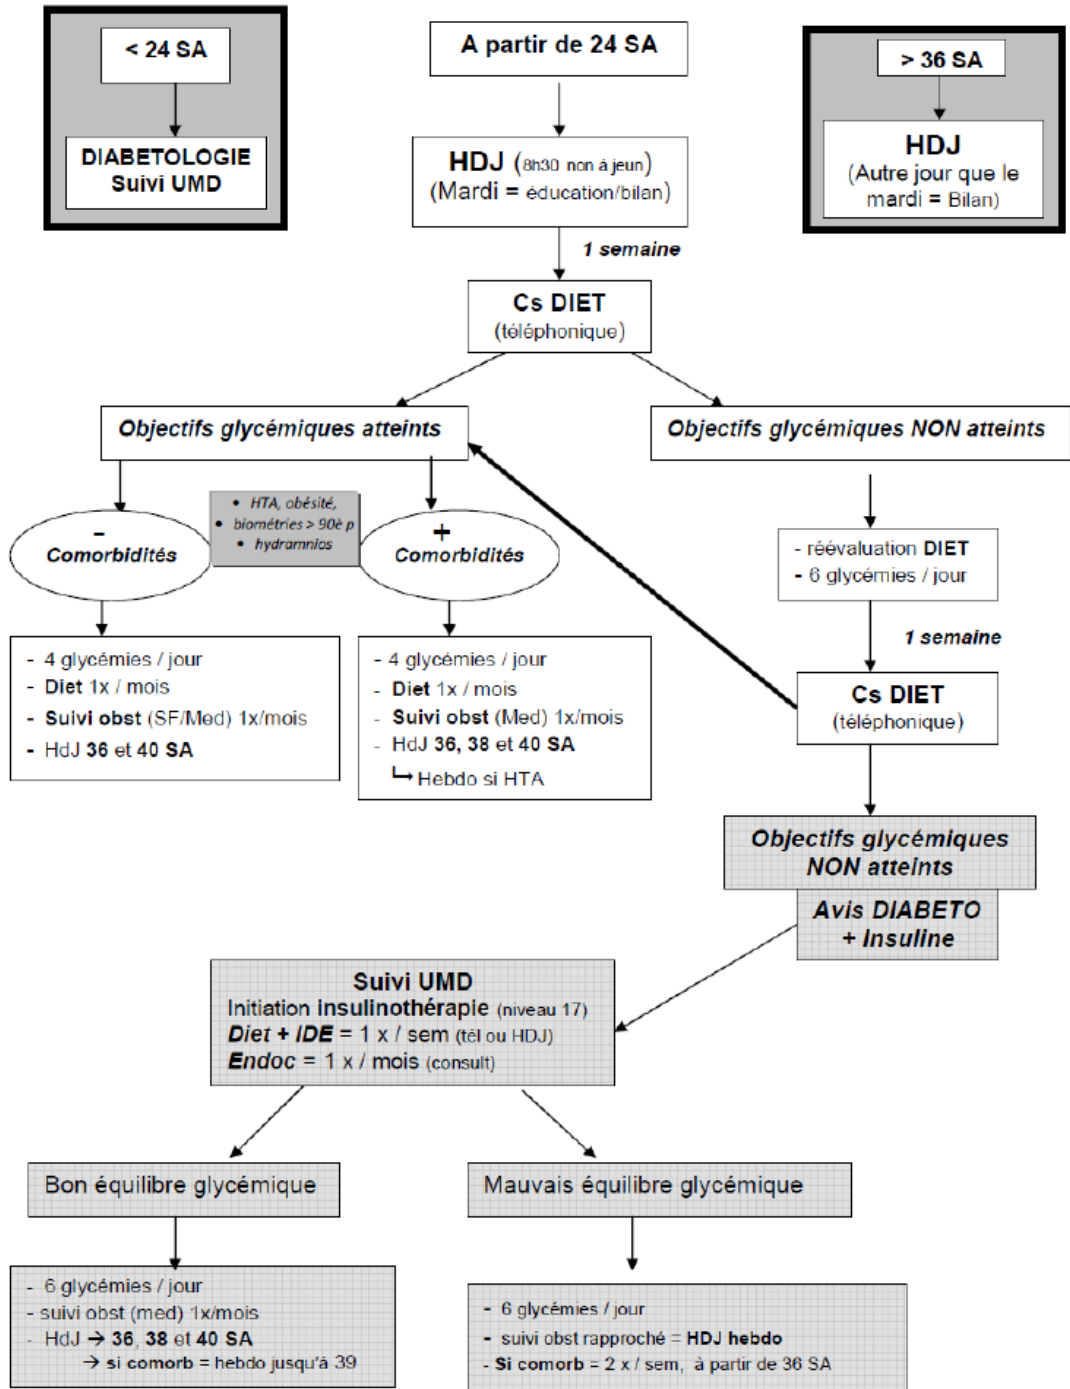 < 24 SA
DIABETOLOGIE
Suivi UMD
A partir de 24 SA
HDJ (8h30 non à jeun)
(Mardi = éducation/bilan)
> 36 SA
HDJ
(Autre jour que le
mardi = Bilan)
1 semaine
Cs DIET
(téléphonique)
Objectifs glycémiques atteints
Objectifs glycémiques NON atteints
-
Comorbidités
• HTA, obésité,
• biométries > 90è p
• hydramnios
+
Comorbidités
- réévaluation DIET
- 6 glycémies / jour
1 semaine
- 4 glycémies / jour
- Diet 1x / mois
- Suivi obst (SF/Med) 1x/mois
- HdJ 36 et 40 SA
- 4 glycémies / jour
- Diet 1x / mois
- Suivi obst (Med) 1x/mois
- HdJ 36, 38 et 40 SA
↳ Hebdo si HTA
Cs DIET
(téléphonique)
Objectifs glycémiques
NON atteints
Avis DIABETO
+ Insuline
Suivi UMD
Initiation insulinothérapie (niveau 17)
Diet + IDE = 1 x / sem (tél ou HDJ)
Endoc = 1 x / mois (consult)
Bon équilibre glycémique
Mauvais équilibre glycémique
- 6 glycémies / jour
- suivi obst (med) 1x/mois
- HdJ → 36, 38 et 40 SA
→ si comorb = hebdo jusqu'à 39
- 6 glycémies / jour
- suivi obst rapproché = HDJ hebdo
- Si comorb = 2 x / sem, à partir de 36 SA